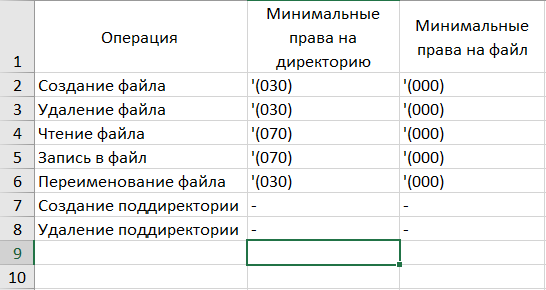 Операция
Минимальные
права на
директорию
Минимальные
права на файл
1
2 Создание файла '(030) '(000)
3 Удаление файла '(030) '(000)
4 Чтение файла '(070) '(000)
5 Запись в файл '(070) '(000)
6 Переименование файла '(030) '(000)
7 Создание поддиректории - -
8 Удаление поддиректории - -
9
10